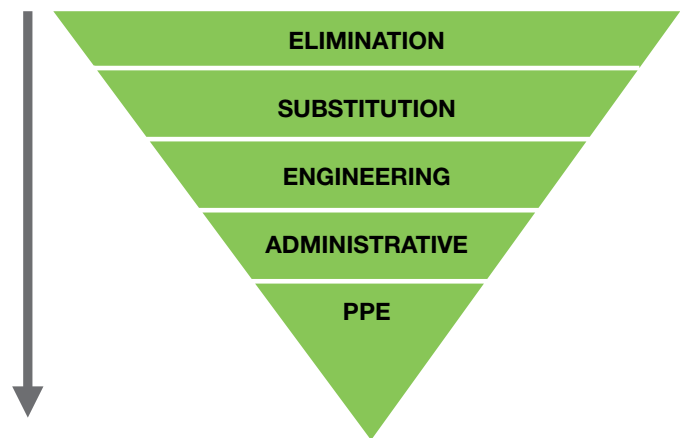 ELIMINATION
SUBSTITUTION
ENGINEERING
ADMINISTRATIVE
PPE